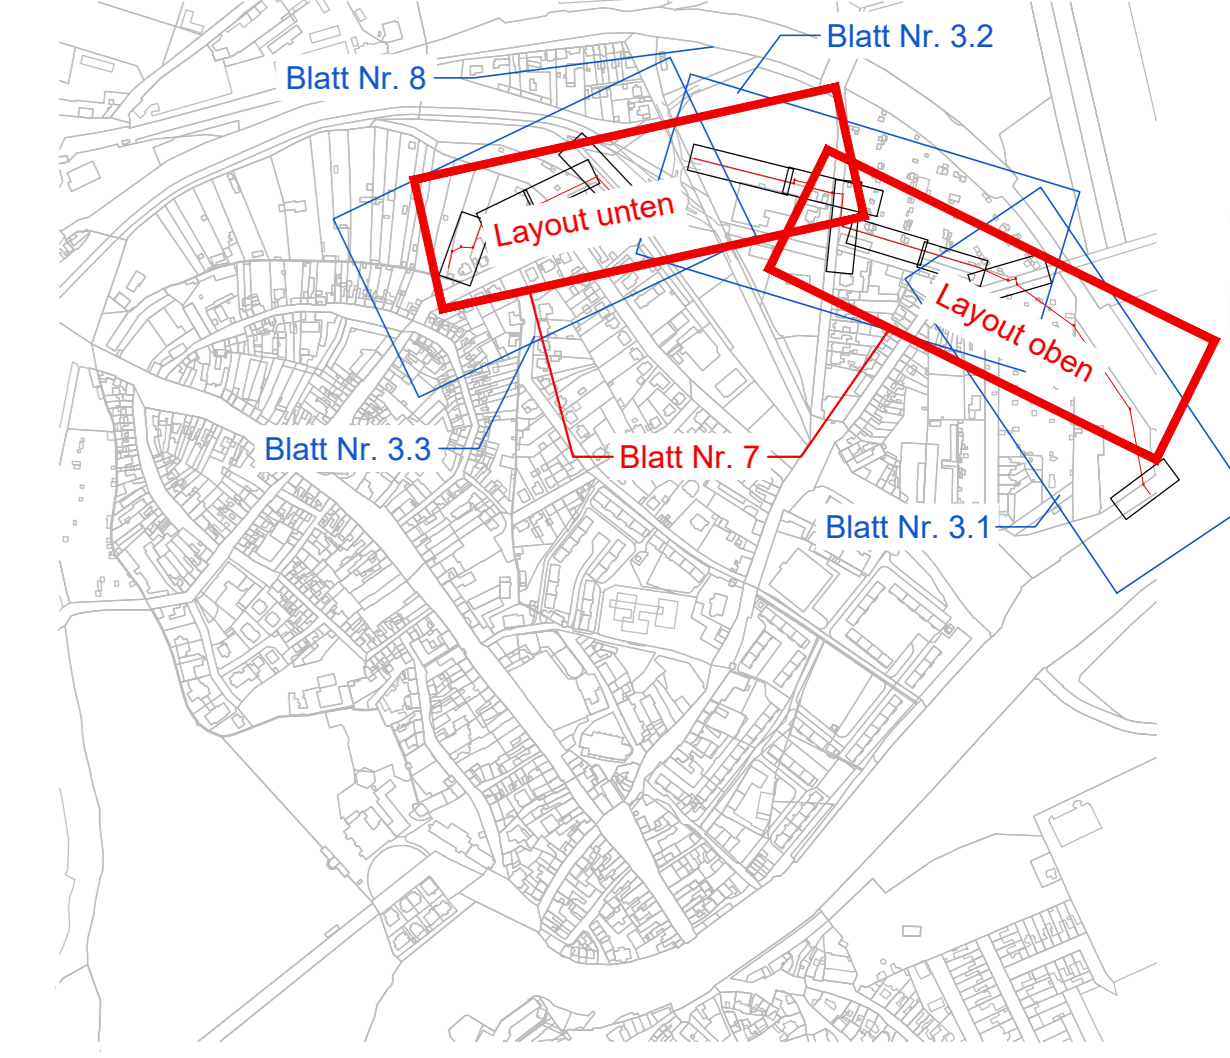 Blatt Nr. 3.2
Blatt Nr. 8
Layout unten
Layout oben
Blatt Nr. 3.3
Blatt Nr. 7
Blatt Nr. 3.1